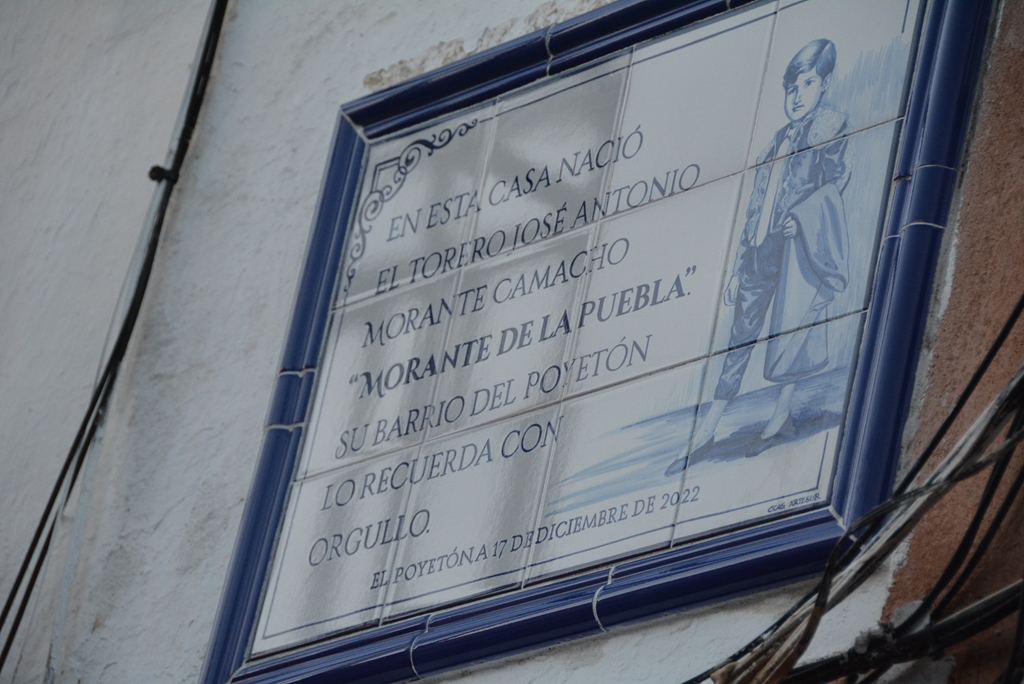 EN ESTA CASA NACIÓ
EL TORERO JOSÉ ANTONIO
MORANTE CAMACHO
“MORANTE DE LA PUEBLA”.
SU BARRIO DEL POYETÓN
LO RECUERDA CON
ORGULLO.
EL POYETÓN, A 17 DE DICIEMBRE DE 2022